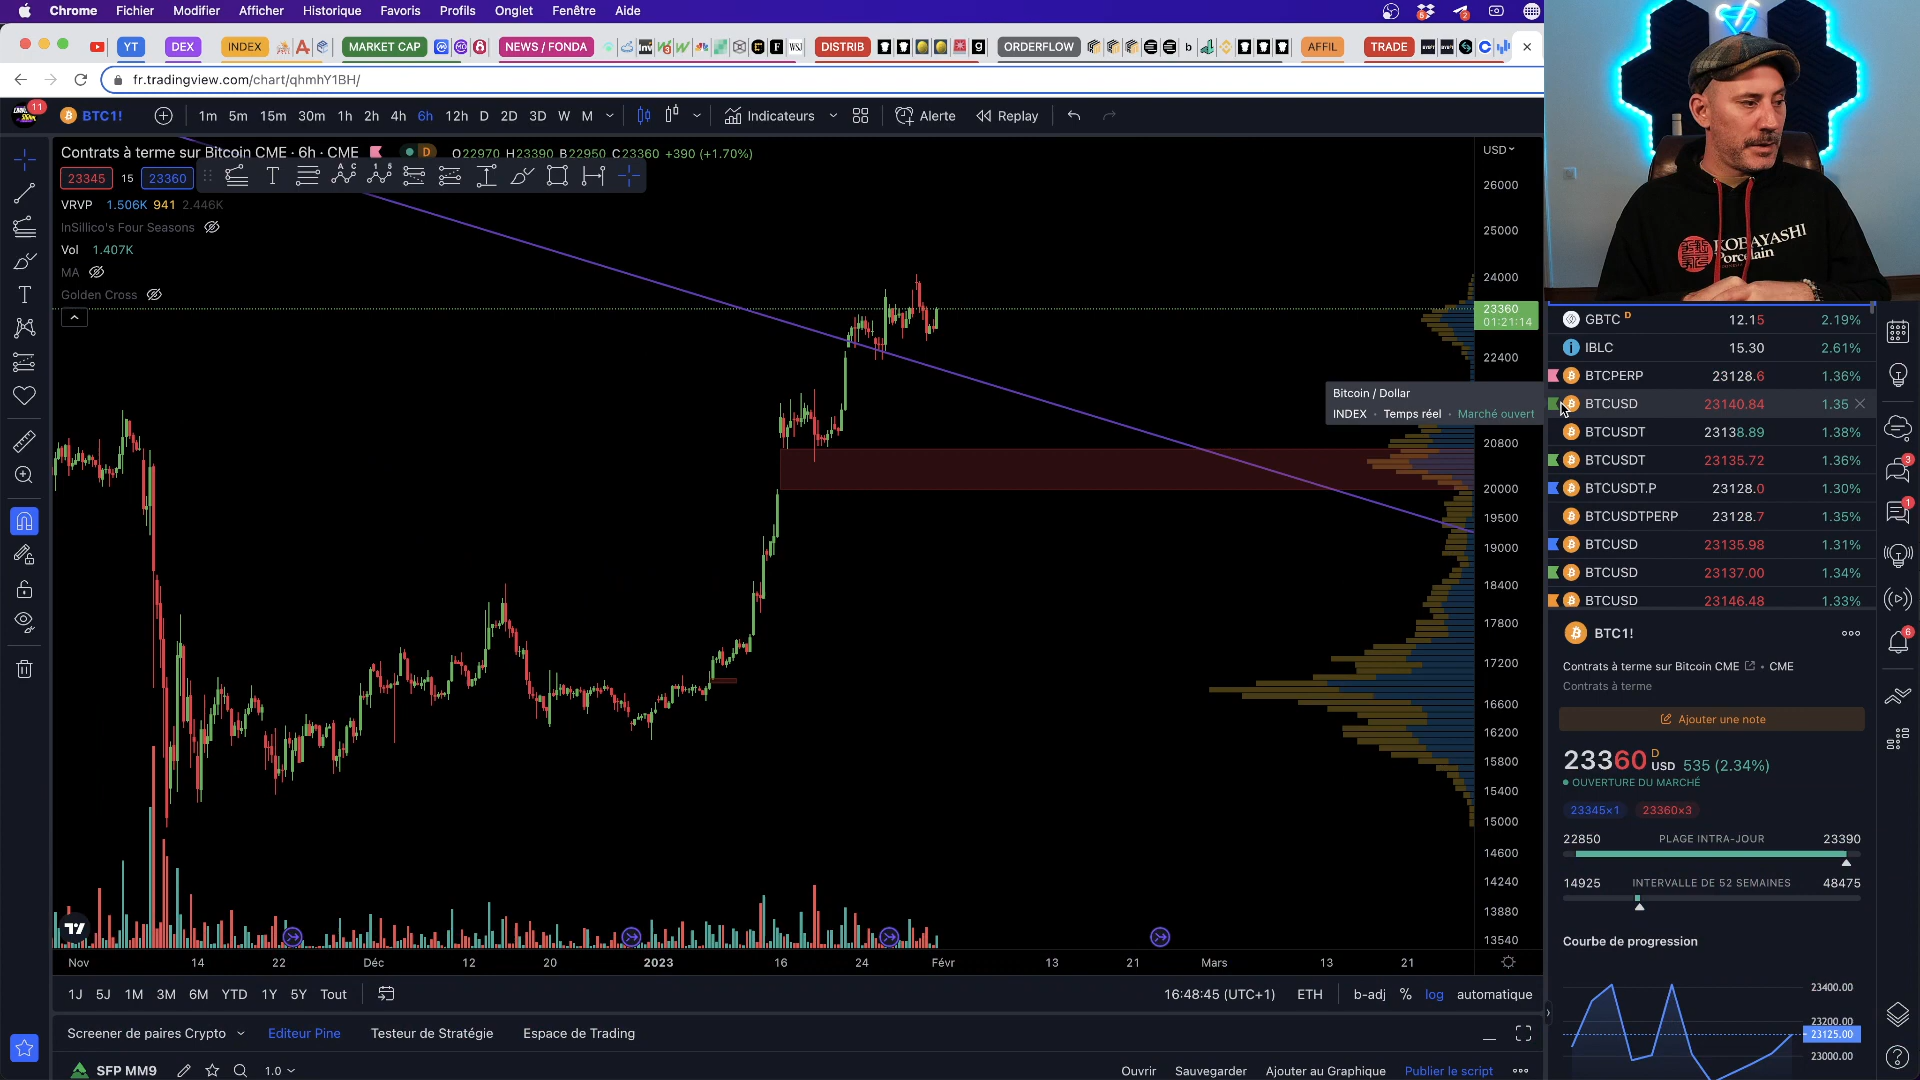 Chrome Fichier Modifier Afficher Historique Favoris Profils Onglet Fenêtre Aide
YT DEX INDEX MARKET CAP NEWS / FONDA DISTRIB ORDERFLOW AFFIL TRADE
fr.tradingview.com/chart/qhmhY1BH/
11 BTC1! 1m 5m 15m 30m 1h 2h 4h 6h 12h D 2D 3D W M Indicateurs Alerte Replay
Contrats à terme sur Bitcoin CME · 6h · CME D O22970 H23390 B22950 C23360 +390 (+1.70%)
23345 15 23360
VRVP 1.506K 941 2.446K
InSillico's Four Seasons
Vol 1.407K
MA
Golden Cross
USD
26000
25000
24000
23360
01:21:14
22400
20800
20000
19500
19000
18400
17800
17200
16600
16200
15800
15400
15000
14600
14240
13880
13540
Bitcoin / Dollar
INDEX · Temps réel · Marché ouvert
Nov 14 22 Déc 12 20 2023 16 24 Févr 13 21 Mars 13 21
1J 5J 1M 3M 6M YTD 1Y 5Y Tout 16:48:45 (UTC+1) ETH b-adj % log automatique
Screener de paires Crypto Editeur Pine Testeur de Stratégie Espace de Trading
SFP MM9 1.0 Ouvrir Sauvegarder Ajouter au Graphique Publier le script
KOBAYASHI
Porcelain
GBTC D 12.15 2.19%
IBLC 15.30 2.61%
BTCPERP 23128.6 1.36%
BTCUSD 23140.84 1.35
BTCUSDT 23138.89 1.38%
BTCUSDT 23135.72 1.36%
BTCUSDT.P 23128.0 1.30%
BTCUSDTPERP 23128.7 1.35%
BTCUSD 23135.98 1.31%
BTCUSD 23137.00 1.34%
BTCUSD 23146.48 1.33%
BTC1!
Contrats à terme sur Bitcoin CME • CME
Contrats à terme
Ajouter une note
23360 D USD 535 (2.34%)
OUVERTURE DU MARCHÉ
23345×1 23360×3
22850 PLAGE INTRA-JOUR 23390
14925 INTERVALLE DE 52 SEMAINES 48475
Courbe de progression
23400.00
23200.00
23125.00
23000.00